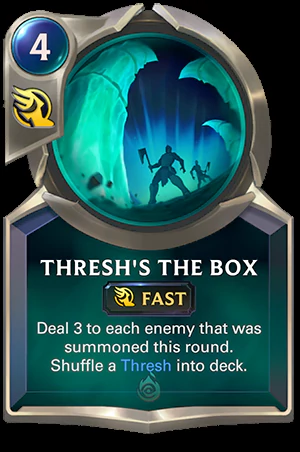 4
THRESH'S THE BOX
FAST
Deal 3 to each enemy that was
summoned this round.
Shuffle a Thresh into deck.